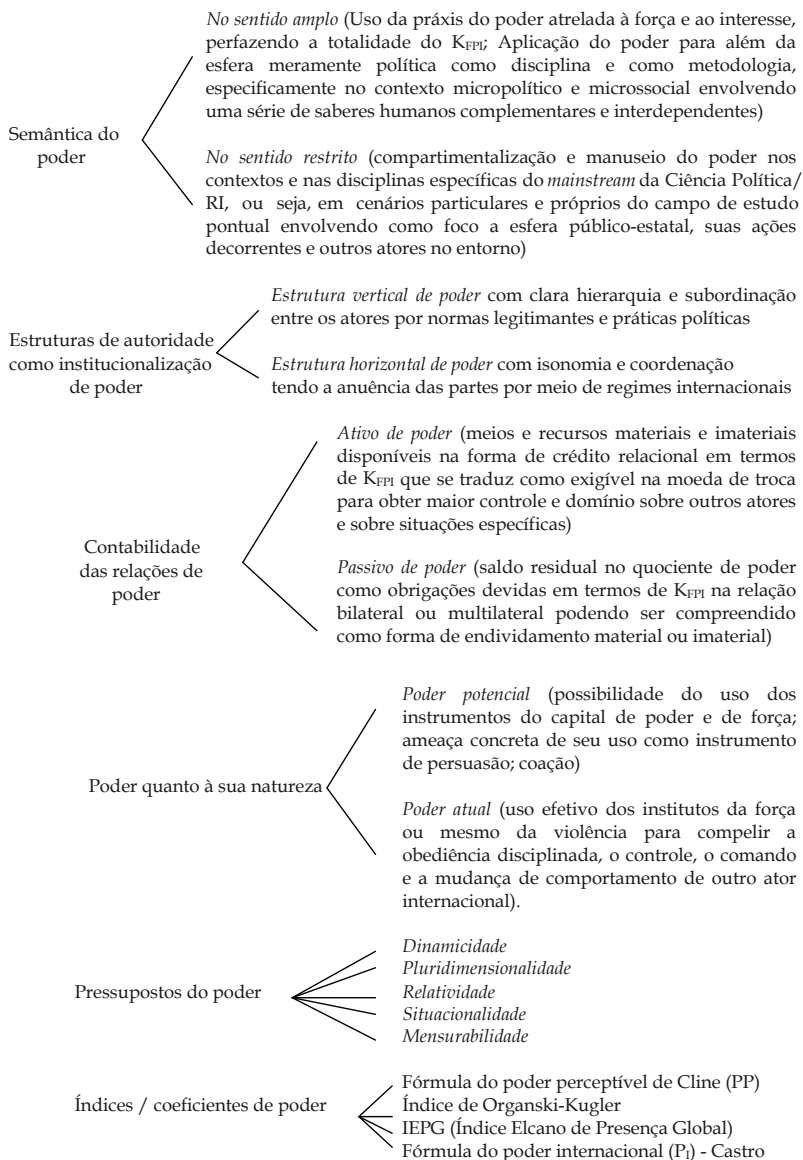 No sentido amplo (Uso da práxis do poder atrelada à força e ao interesse,
perfazendo a totalidade do KFPI; Aplicação do poder para além da
esfera meramente política como disciplina e como metodologia,
especificamente no contexto micropolítico e microssocial envolvendo
uma série de saberes humanos complementares e interdependentes)
Semântica do
poder
No sentido restrito (compartimentalização e manuseio do poder nos
contextos e nas disciplinas específicas do mainstream da Ciência Política/
RI, ou seja, em cenários particulares e próprios do campo de estudo
pontual envolvendo como foco a esfera público-estatal, suas ações
decorrentes e outros atores no entorno)
Estrutura vertical de poder com clara hierarquia e subordinação
entre os atores por normas legitimantes e práticas políticas
Estruturas de autoridade
como institucionalização
de poder
Estrutura horizontal de poder com isonomia e coordenação
tendo a anuência das partes por meio de regimes internacionais
Ativo de poder (meios e recursos materiais e imateriais
disponíveis na forma de crédito relacional em termos
de KFPI que se traduz como exigível na moeda de troca
para obter maior controle e domínio sobre outros atores
e sobre situações específicas)
Contabilidade
das relações de
poder
Passivo de poder (saldo residual no quociente de poder
como obrigações devidas em termos de KFPI na relação
bilateral ou multilateral podendo ser compreendido
como forma de endividamento material ou imaterial)
Poder potencial (possibilidade do uso dos
instrumentos do capital de poder e de força;
ameaça concreta de seu uso como instrumento
de persuasão; coação)
Poder quanto à sua natureza
Poder atual (uso efetivo dos institutos da força
ou mesmo da violência para compelir a
obediência disciplinada, o controle, o comando
e a mudança de comportamento de outro ator
internacional).
Pressupostos do poder
Dinamicidade
Pluridimensionalidade
Relatividade
Situacionalidade
Mensurabilidade
Índices / coeficientes de poder
Fórmula do poder perceptível de Cline (PP)
Índice de Organski-Kugler
IEPG (Índice Elcano de Presença Global)
Fórmula do poder internacional (PI) - Castro